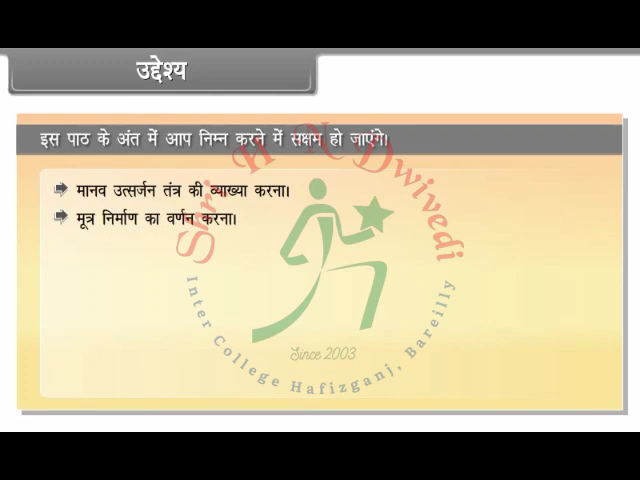 उद्देश्य
इस पाठ के अंत में आप निम्न करने में सक्षम हो जाएंगे।
मानव उत्सर्जन तंत्र की व्याख्या करना।
मूत्र निर्माण का वर्णन करना।
Shri H N Dwivedi
Since 2003
Inter College Hafizganj, Bareilly